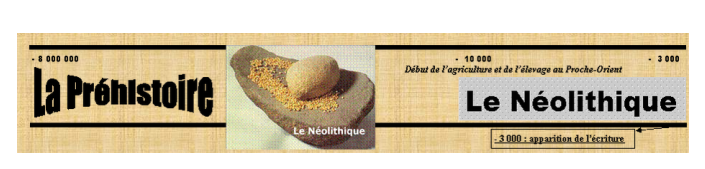 - 8 000 000
- 10 000
- 3 000
Début de l'agriculture et de l'élevage au Proche-Orient
La Préhistoire
Le Néolithique
Le Néolithique
- 3 000 : apparition de l'écriture